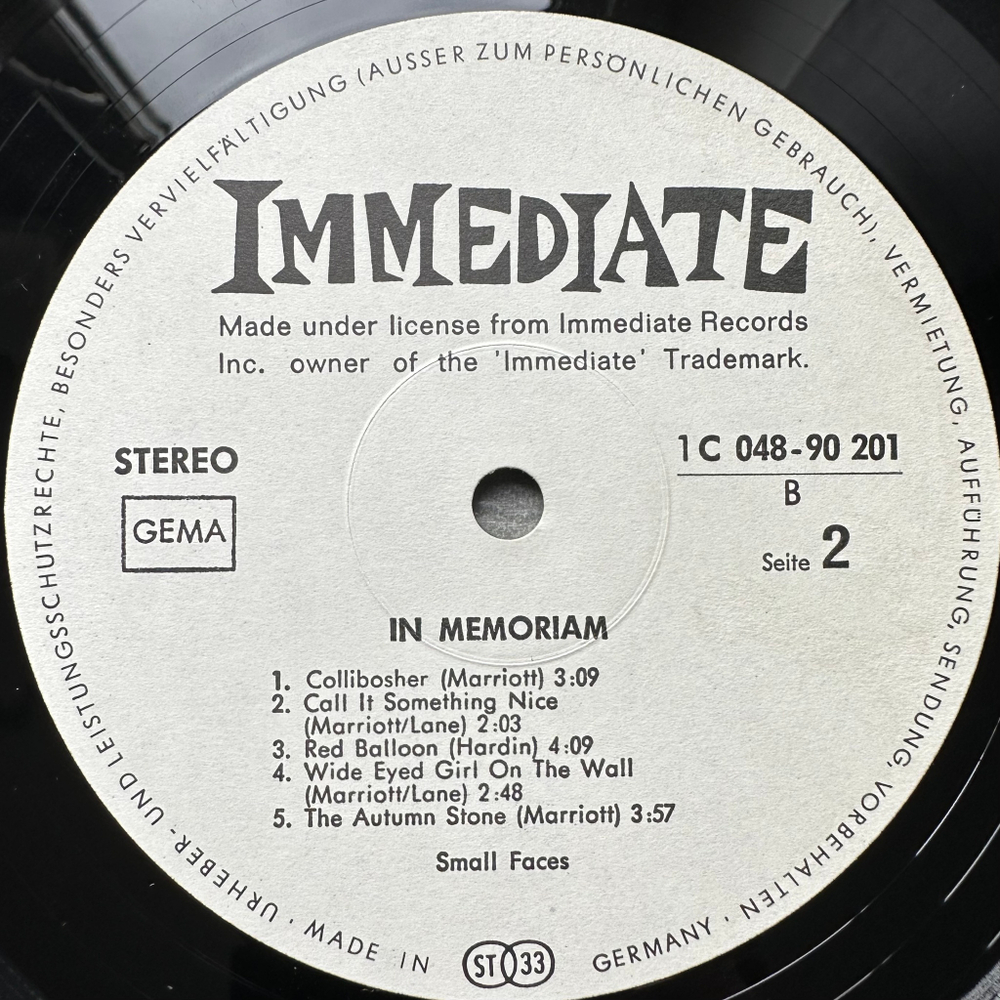 URHEBER- UND LEISTUNGSSCHUTZRECHTE, BESONDERS VERVIELFÄLTIGUNG (AUSSER ZUM PERSÖNLICHEN GEBRAUCH), VERMIETUNG, AUFFÜHRUNG, SENDUNG, VORBEHALTEN · 
IMMEDIATE
Made under license from Immediate Records
Inc. owner of the 'Immediate' Trademark.
STEREO
GEMA
1 C 048-90 201
B
Seite 2
IN MEMORIAM
1. Collibosher (Marriott) 3:09
2. Call It Something Nice
(Marriott/Lane) 2:03
3. Red Balloon (Hardin) 4:09
4. Wide Eyed Girl On The Wall
(Marriott/Lane) 2:48
5. The Autumn Stone (Marriott) 3:57
Small Faces
MADE IN ST 33 GERMANY ·